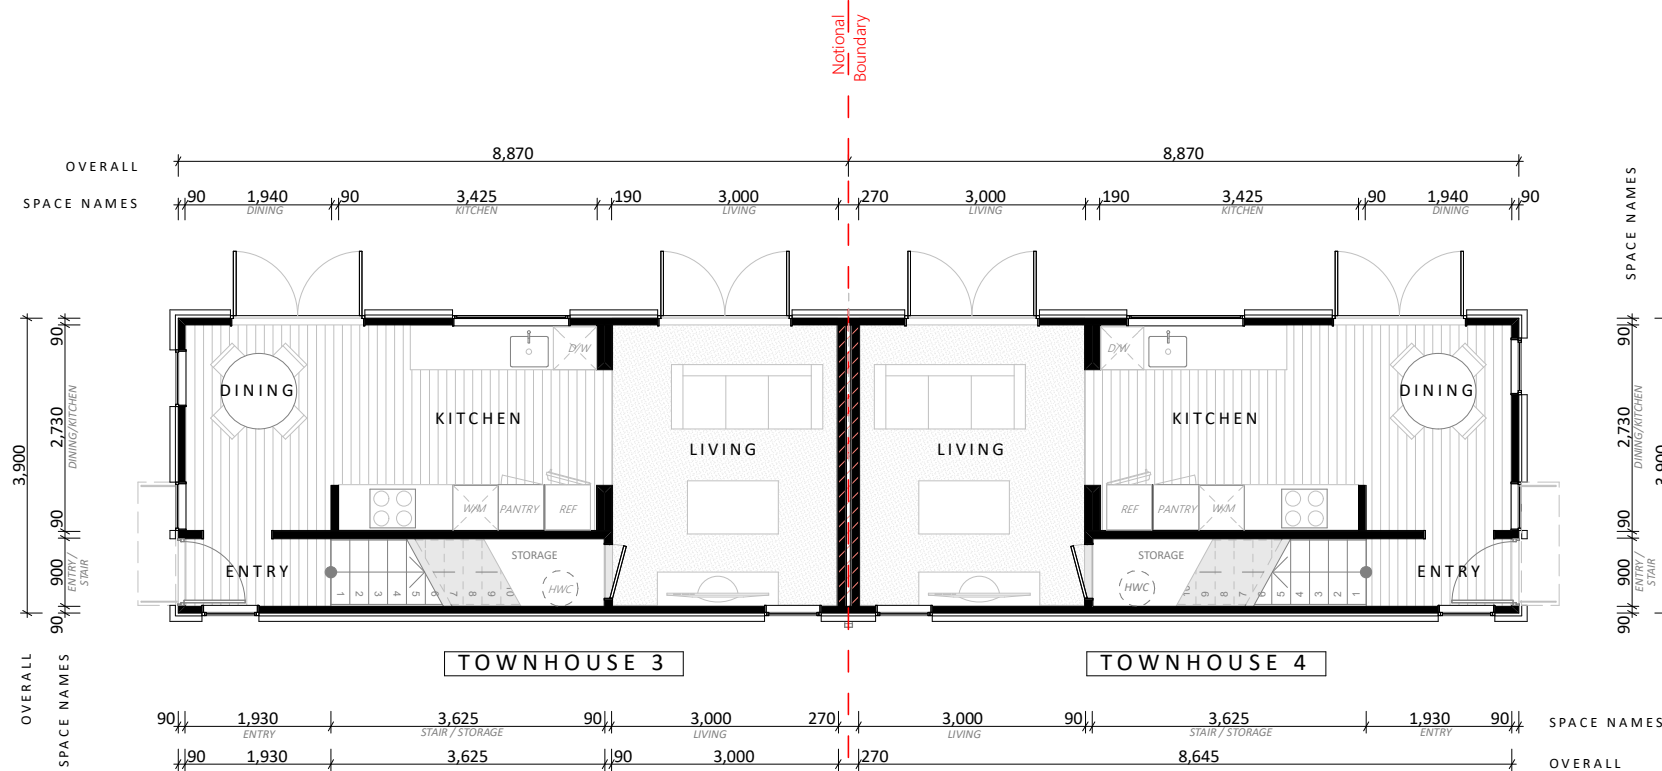 Notional
Boundary
OVERALL
8,870
8,870
SPACE NAMES
90
1,940
90
3,425
190
3,000
270
3,000
190
3,425
90
1,940
90
DINING
KITCHEN
LIVING
LIVING
KITCHEN
DINING
SPACE NAMES
3,900
90
2,730
DINING/KITCHEN
90
900
ENTRY /
STAIR
90
OVERALL
SPACE NAMES
D/W
DINING
KITCHEN
LIVING
W/M
PANTRY
REF
STORAGE
HWC
ENTRY
1
2
3
4
5
6
7
8
9
D/W
LIVING
KITCHEN
DINING
REF
PANTRY
W/M
STORAGE
HWC
ENTRY
9
8
7
6
5
4
3
2
1
90
2,730
DINING/KITCHEN
90
900
ENTRY /
STAIR
90
TOWNHOUSE 3
TOWNHOUSE 4
90
1,930
3,625
90
3,000
270
3,000
90
3,625
1,930
90
SPACE NAMES
ENTRY
STAIR / STORAGE
LIVING
LIVING
STAIR / STORAGE
ENTRY
90
1,930
3,625
90
3,000
270
8,645
OVERALL